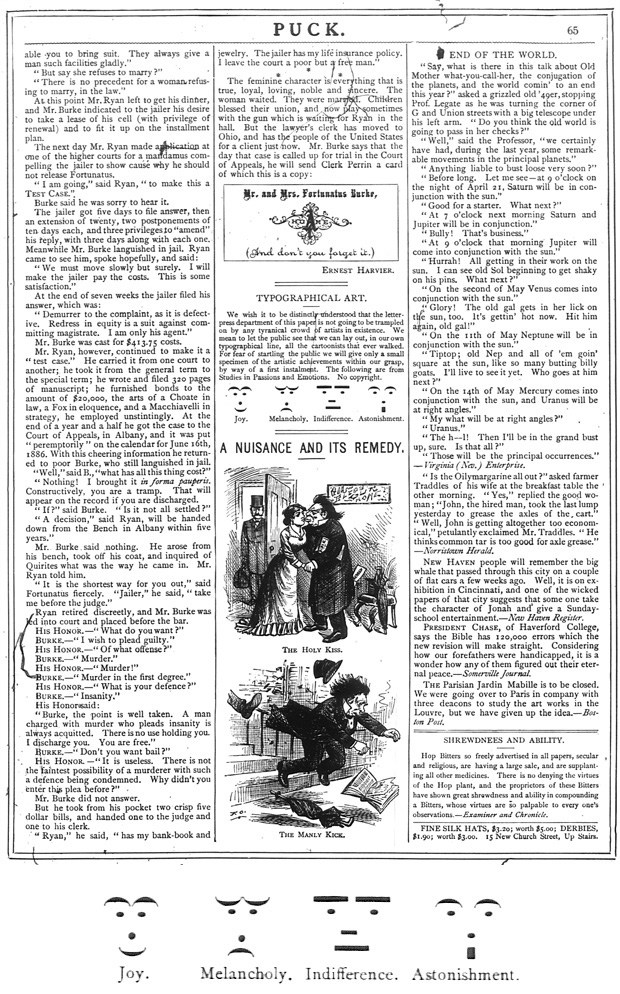 PUCK.
65
able you to bring suit. They always give a
man such facilities gladly."
"But say she refuses to marry?"
"There is no precedent for a woman refus-
ing to marry, in the law."
At this point Mr. Ryan left to get his dinner,
and Mr. Burke indicated to the jailer his desire
to take a lease of his cell (with privilege of
renewal) and to fit it up on the installment
plan.
The next day Mr. Ryan made application at
one of the higher courts for a mandamus com-
pelling the jailer to show cause why he should
not release Fortunatus.
"I am going," said Ryan, "to make this a
TEST CASE."
Burke said he was sorry to hear it.
The jailer got five days to file answer, then
an extension of twenty, two postponements of
ten days each, and three privileges to "amend"
his reply, with three days along with each one.
Meanwhile Mr. Burke languished in jail. Ryan
came to see him, spoke hopefully, and said:
"We must move slowly but surely. I will
make the jailer pay the costs. This is some
satisfaction."
At the end of seven weeks the jailer filed his
answer, which was:
"Demurrer to the complaint, as it is defect-
ive. Redress in equity is a suit against com-
mitting magistrate. I am only his agent."
Mr. Burke was cast for $413.75 costs.
Mr. Ryan, however, continued to make it a
"test case." He carried it from one court to
another; he took it from the general term to
the special term; he wrote and filed 320 pages
of manuscript; he furnished bonds to the
amount of $20,000, the arts of a Choate in
law, a Fox in eloquence, and a Macchiavelli in
strategy, he employed unstintingly. At the
end of a year and a half he got the case to the
Court of Appeals, in Albany, and it was put
"peremptorily" on the calendar for June 16th,
1886. With this cheering information he return-
ed to poor Burke, who still languished in jail.
"Well," said B., "what has all this thing cost?"
"Nothing! I brought it in forma pauperis.
Constructively, you are a tramp. That will
appear on the record if you are discharged.
"If?" said Burke. "Is it not all settled?"
"A decision," said Ryan, will be handed
down from the Bench in Albany within five
years."
Mr. Burke said nothing. He arose from
his bench, took off his coat, and inquired of
Quirites what was the way he came in. Mr.
Ryan told him.
"It is the shortest way for you out," said
Fortunatus fiercely. "Jailer," he said, "take
me before the judge."
Ryan retired discreetly, and Mr. Burke was
led into court and placed before the bar.
HIS HONOR.—"What do you want?"
BURKE.—"I wish to plead guilty."
HIS HONOR.—"Of what offense?"
BURKE.—"Murder."
HIS HONOR.—"Murder!"
BURKE.—"Murder in the first degree."
HIS HONOR.—"What is your defence?"
BURKE.—"Insanity."
His Honor said:
"Burke, the point is well taken. A man
charged with murder who pleads insanity is
always acquitted. There is no use holding you.
I discharge you. You are free."
BURKE.—"Don't you want bail?"
HIS HONOR.—"It is useless. There is not
the faintest possibility of a murderer with such
a defence being condemned. Why didn't you
enter this plea before?"
Mr. Burke did not answer.
But he took from his pocket two crisp five
dollar bills, and handed one to the judge and
one to his clerk.
"Ryan," he said, "has my bank-book and
jewelry. The jailer has my life insurance policy.
I leave the court a poor but a free man."
The feminine character is everything that is
true, loyal, loving, noble and sincere. The
woman waited. They were married. Children
blessed their union, and now play sometimes
with the gun which is waiting for Ryan in the
hall. But the lawyer's clerk has moved to
Ohio, and has the people of the United States
for a client just now. Mr. Burke says that the
day that case is called up for trial in the Court
of Appeals, he will send Clerk Perrin a card
of which this is a copy:
Mr. and Mrs. Fortunatus Burke,
(And don't you forget it.)
ERNEST HARVIER.
TYPOGRAPHICAL ART.
We wish it to be distinctly understood that the letter-
press department of this paper is not going to be trampled
on by any tyranical crowd of artists in existence. We
mean to let the public see that we can lay out, in our own
typographical line, all the cartoonists that ever walked.
For fear of startling the public we will give only a small
specimen of the artistic achievements within our grasp,
by way of a first instalment. The following are from
Studies in Passions and Emotions. No copyright.
Joy. Melancholy. Indifference. Astonishment.
A NUISANCE AND ITS REMEDY.
THE HOLY KISS.
THE MANLY KICK.
END OF THE WORLD.
"Say, what is there in this talk about Old
Mother what-you-call-her, the conjugation of
the planets, and the world comin' to an end
this year?" asked a grizzled old '49er, stopping
Prof. Legate as he was turning the corner of
G and Union streets with a big telescope under
his left arm. "Do you think the old world is
going to pass in her checks?"
"Well," said the Professor, "we certainly
have had, during the last year, some remark-
able movements in the principal planets."
"Anything liable to bust loose very soon?"
"Before long. Let me see—at 9 o'clock on
the night of April 21, Saturn will be in con-
junction with the sun."
"Good for a starter. What next?"
"At 7 o'clock next morning Saturn and
Jupiter will be in conjunction."
"Bully! That's business."
"At 9 o'clock that morning Jupiter will
come into conjunction with the sun."
"Hurrah! All getting in their work on the
sun. I can see old Sol beginning to get shaky
on his pins. What next?"
"On the second of May Venus comes into
conjunction with the sun."
"Glory! The old gal gets in her lick on
the sun, too. It's gettin' hot now. Hit him
again, old gal!"
"On the 11th of May Neptune will be in
conjunction with the sun."
"Tiptop; old Nep and all of 'em goin'
square at the sun, like so many butting billy
goats. I'll live to see it yet. Who goes at him
next?"
"On the 14th of May Mercury comes into
conjunction with the sun, and Uranus will be
at right angles."
"My what will be at right angles?"
"Uranus."
"The h—l! Then I'll be in the grand bust
up, sure. Is that all?"
"Those will be the principal occurrences."
—Virginia (Nev.) Enterprise.
"Is the Oilymargarine all out?" asked farmer
Traddles of his wife at the breakfast table the
other morning. "Yes," replied the good wo-
man; "John, the hired man, took the last lump
yesterday to grease the axles of the cart."
"Well, John is getting altogether too econom-
ical," petulantly exclaimed Mr. Traddles. "He
thinks common tar is too good for axle grease."
—Norristown Herald.
NEW HAVEN people will remember the big
whale that passed through this city on a couple
of flat cars a few weeks ago. Well, it is on ex-
hibition in Cincinnati, and one of the wicked
papers of that city suggests that some one take
the character of Jonah and give a Sunday-
school entertainment.—New Haven Register.
PRESIDENT CHASE, of Haverford College,
says the Bible has 120,000 errors which the
new revision will make straight. Considering
how our forefathers were handicapped, it is a
wonder how any of them figured out their eter-
nal peace.—Somerville Journal.
THE Parisian Jardin Mabille is to be closed.
We were going over to Paris in company with
three deacons to study the art works in the
Louvre, but we have given up the idea.—Bos-
ton Post.
SHREWDNESS AND ABILITY.
Hop Bitters so freely advertised in all papers, secular
and religious, are having a large sale, and are supplant-
ing all other medicines. There is no denying the virtues
of the Hop plant, and the proprietors of these Bitters
have shown great shrewdness and ability in compounding
a Bitters, whose virtues are so palpable to every one's
observations.—Examiner and Chronicle.
FINE SILK HATS, $3.20; worth $5.00; DERBIES,
$1.90; worth $3.00. 15 New Church Street, Up Stairs.
Joy. Melancholy. Indifference. Astonishment.